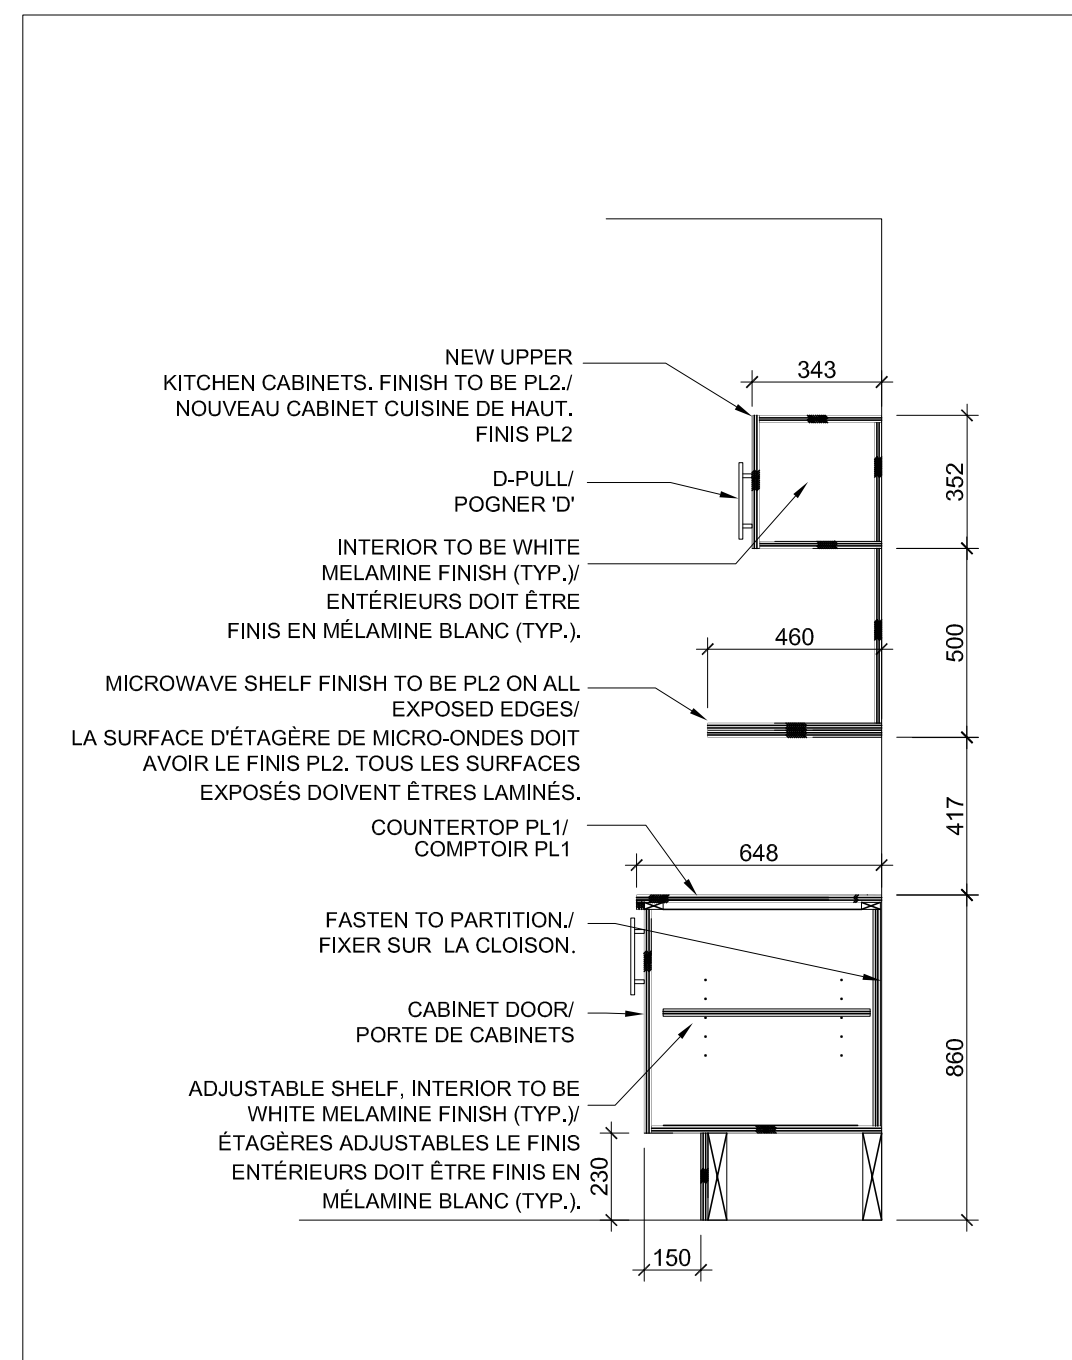 NEW UPPER
KITCHEN CABINETS. FINISH TO BE PL2./
NOUVEAU CABINET CUISINE DE HAUT.
FINIS PL2
343
352
D-PULL/
POGNER 'D'
INTERIOR TO BE WHITE
MELAMINE FINISH (TYP.)/
ENTÉRIEURS DOIT ÊTRE
FINIS EN MÉLAMINE BLANC (TYP.).
460
500
MICROWAVE SHELF FINISH TO BE PL2 ON ALL
EXPOSED EDGES/
LA SURFACE D'ÉTAGÈRE DE MICRO-ONDES DOIT
AVOIR LE FINIS PL2. TOUS LES SURFACES
EXPOSÉS DOIVENT ÊTRES LAMINÉS.
417
COUNTERTOP PL1/
COMPTOIR PL1
648
FASTEN TO PARTITION./
FIXER SUR LA CLOISON.
CABINET DOOR/
PORTE DE CABINETS
860
ADJUSTABLE SHELF, INTERIOR TO BE
WHITE MELAMINE FINISH (TYP.)/
ÉTAGÈRES ADJUSTABLES LE FINIS
ENTÉRIEURS DOIT ÊTRE FINIS EN
MÉLAMINE BLANC (TYP.).
230
150